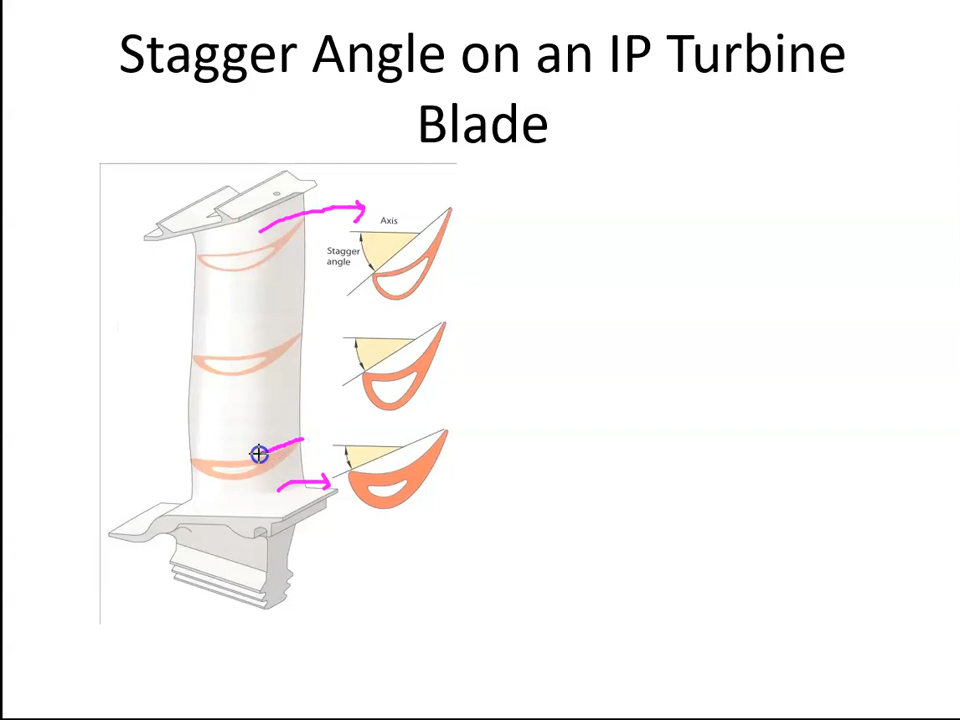 Stagger Angle on an IP Turbine
Blade
Axis
Stagger
angle